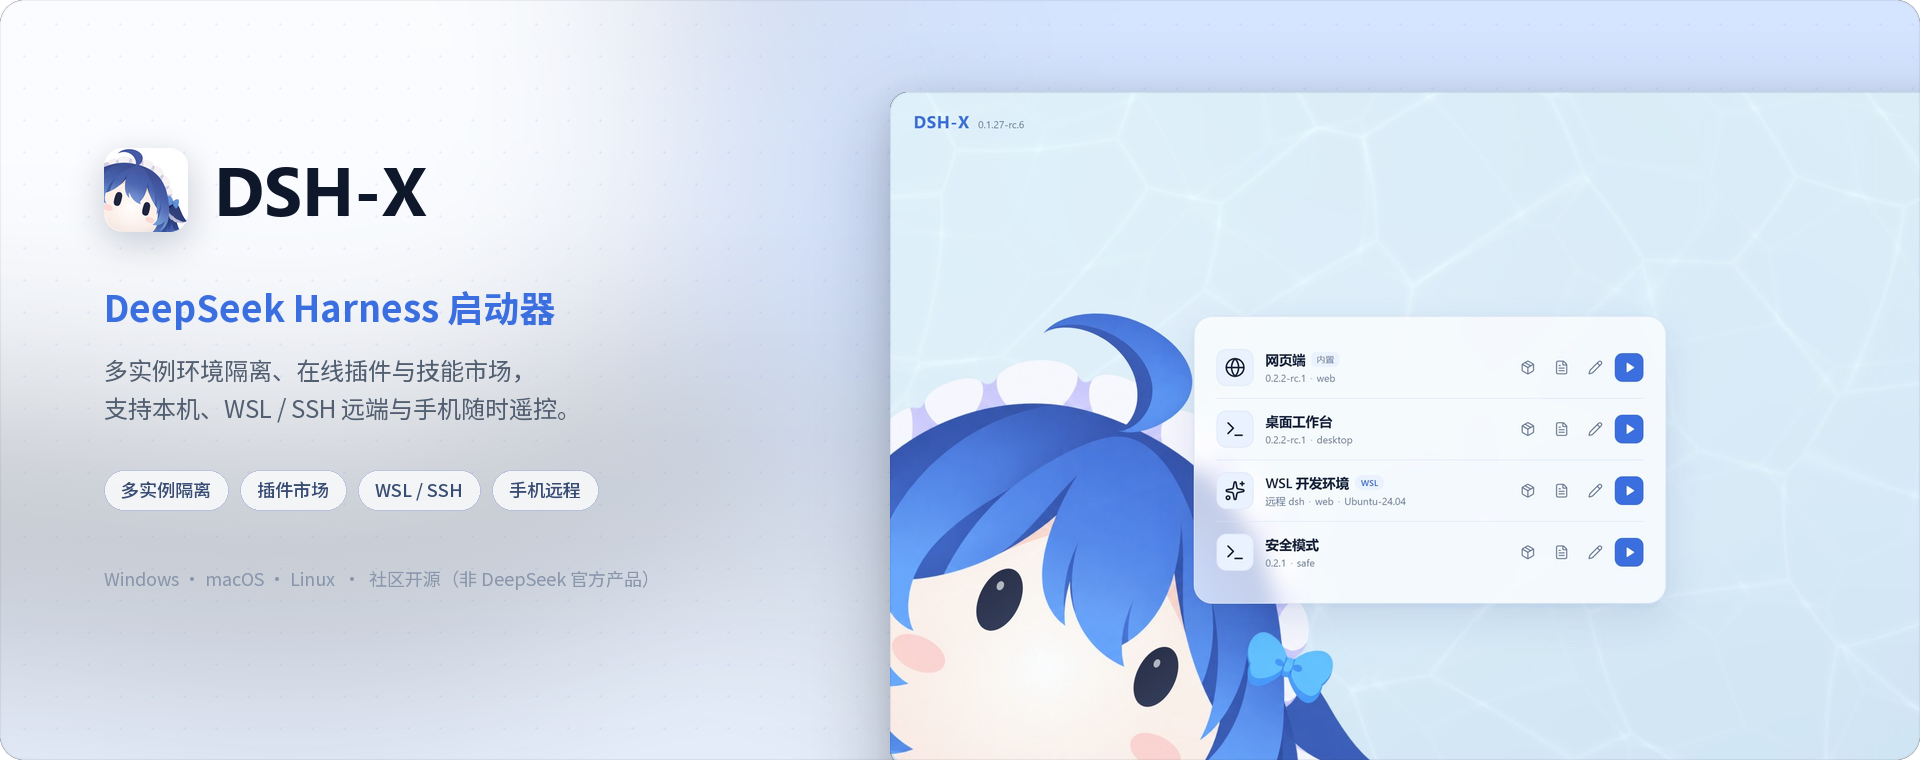 DSH-X
DeepSeek Harness 启动器
多实例环境隔离、在线插件与技能市场，
支持本机、WSL / SSH 远端与手机随时遥控。
多实例隔离
插件市场
WSL / SSH
手机远程
Windows • macOS • Linux • 社区开源（非 DeepSeek 官方产品）
DSH-X 0.1.27-rc.6
网页端 内置
0.2.2-rc.1 · web
桌面工作台
0.2.2-rc.1 · desktop
WSL 开发环境 WSL
远程 dsh · web · Ubuntu-24.04
安全模式
0.2.1 · safe